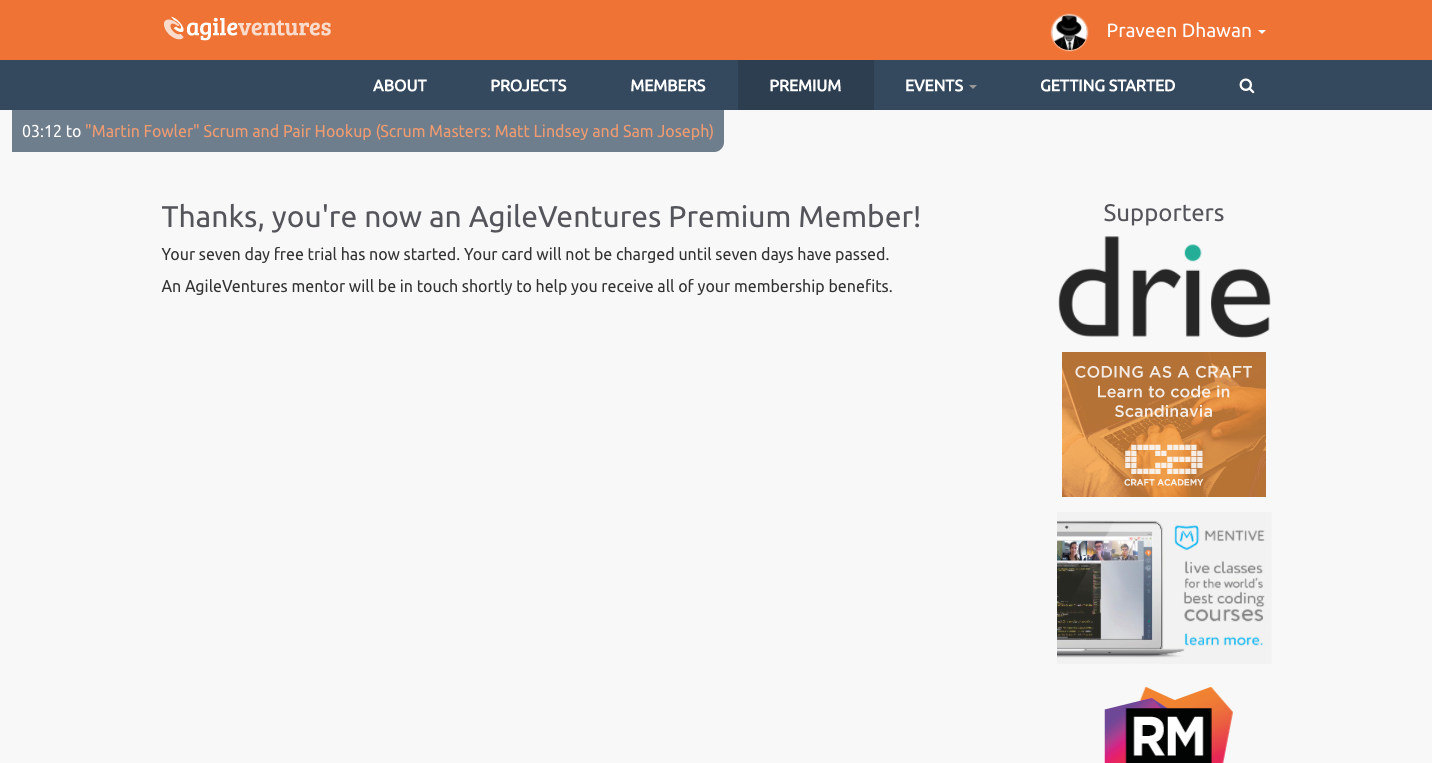 agileventures
Praveen Dhawan
ABOUT PROJECTS MEMBERS PREMIUM EVENTS GETTING STARTED
03:12 to "Martin Fowler" Scrum and Pair Hookup (Scrum Masters: Matt Lindsey and Sam Joseph)
Thanks, you're now an AgileVentures Premium Member!
Your seven day free trial has now started. Your card will not be charged until seven days have passed.
An AgileVentures mentor will be in touch shortly to help you receive all of your membership benefits.
Supporters
drie
CODING AS A CRAFT
Learn to code in
Scandinavia
CRAFT ACADEMY
MENTIVE
live classes
for the world's
best coding
courses
learn more.
RM